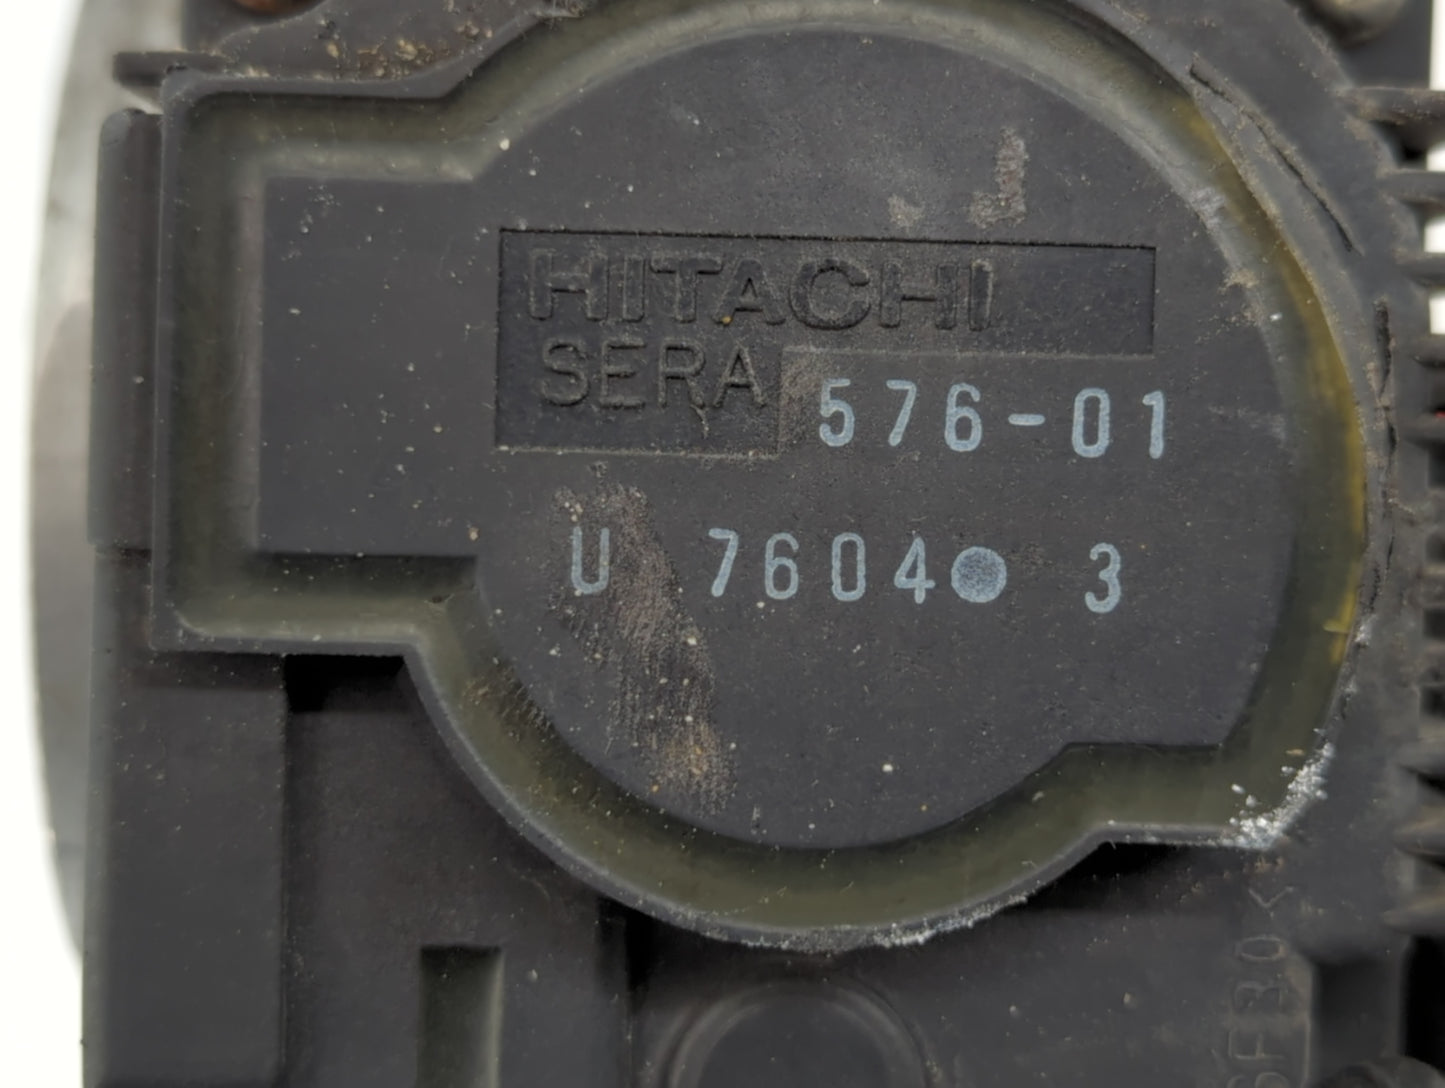 HITACHI
SERA
576-01
U 7604● 3